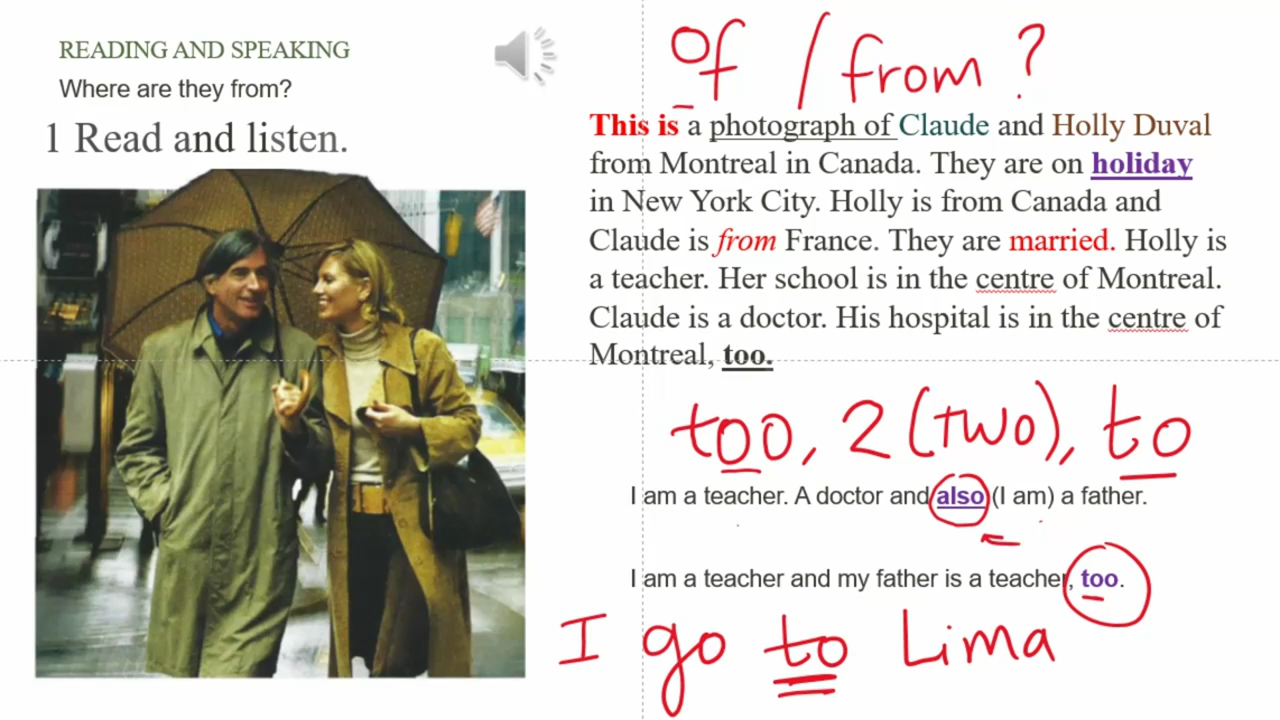 READING AND SPEAKING
Where are they from?
1 Read and listen.
of / from ?
This is a photograph of Claude and Holly Duval
from Montreal in Canada. They are on holiday
in New York City. Holly is from Canada and
Claude is from France. They are married. Holly is
a teacher. Her school is in the centre of Montreal.
Claude is a doctor. His hospital is in the centre of
Montreal, too.
too, 2 (two), to
I am a teacher. A doctor and also (I am) a father.
I am a teacher and my father is a teacher, too.
I go to Lima